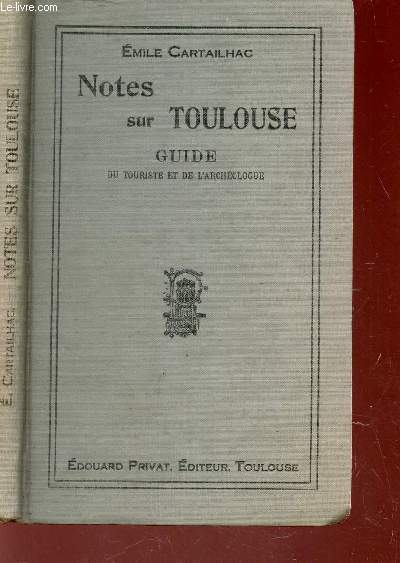 Le-livre.com
ÉMILE CARTAILHAC
Notes
sur TOULOUSE
GUIDE
DU TOURISTE ET DE L'ARCHÉOLOGUE
ÉDOUARD PRIVAT, ÉDITEUR, TOULOUSE
E. CARTAILHAC NOTES SUR TOULOUSE